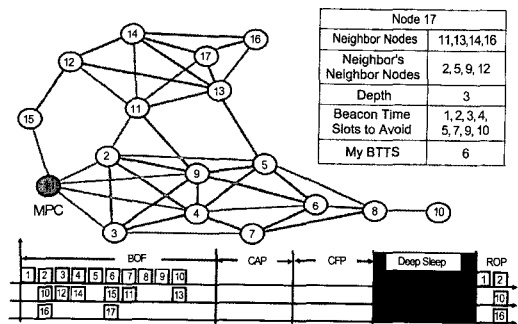 14
16
17
12
13
11
15
2
9
5
MPC
4
6
8
10
3
7
Node 17
Neighbor Nodes 11,13,14,16
Neighbor's Neighbor Nodes 2, 5, 9, 12
Depth 3
Beacon Time Slots to Avoid 1, 2, 3, 4, 5, 7, 9, 10
My BTTS 6
BOF CAP CFP Deep Sleep ROP
1 2 3 4 5 6 7 8 9 10 1 2
10 12 14 15 11 13 10
16 17 16